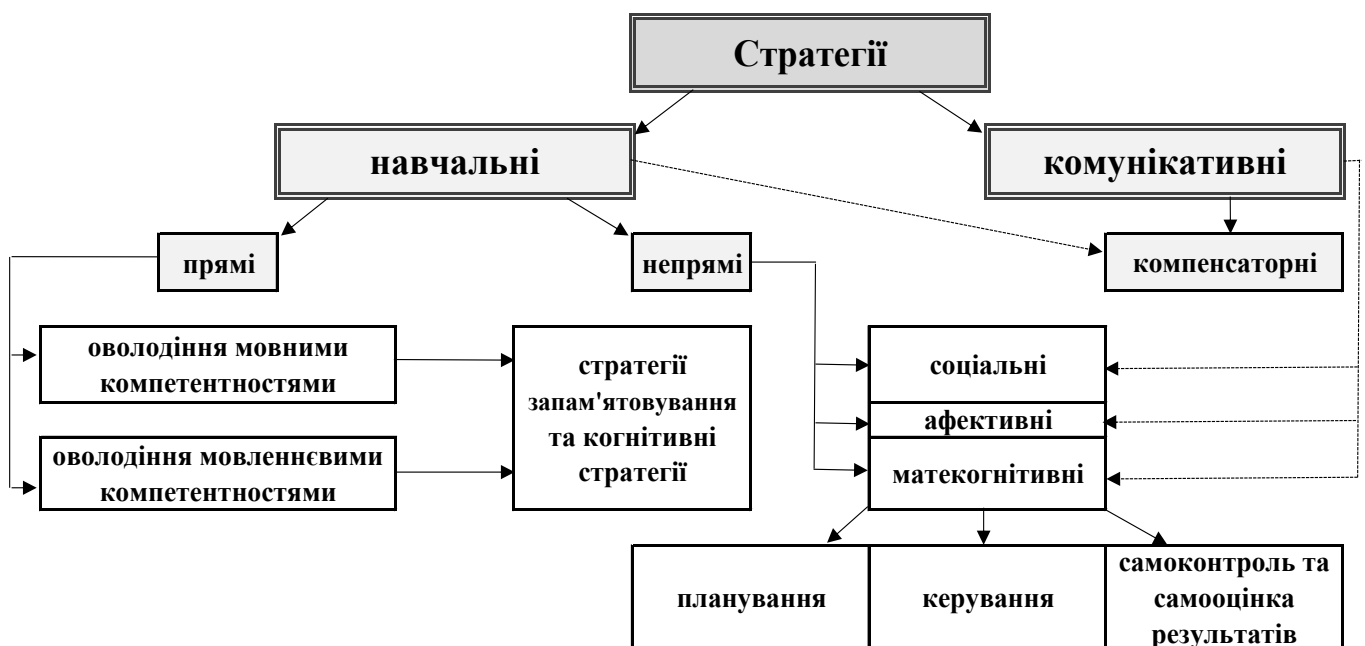 Стратегії
навчальні
комунікативні
прямі
непрямі
компенсаторні
оволодіння мовними
компетентностями
оволодіння мовленнєвими
компетентностями
стратегії
запам'ятовування
та когнітивні
стратегії
соціальні
афективні
матекогнітивні
планування
керування
самоконтроль та
самооцінка
результатів